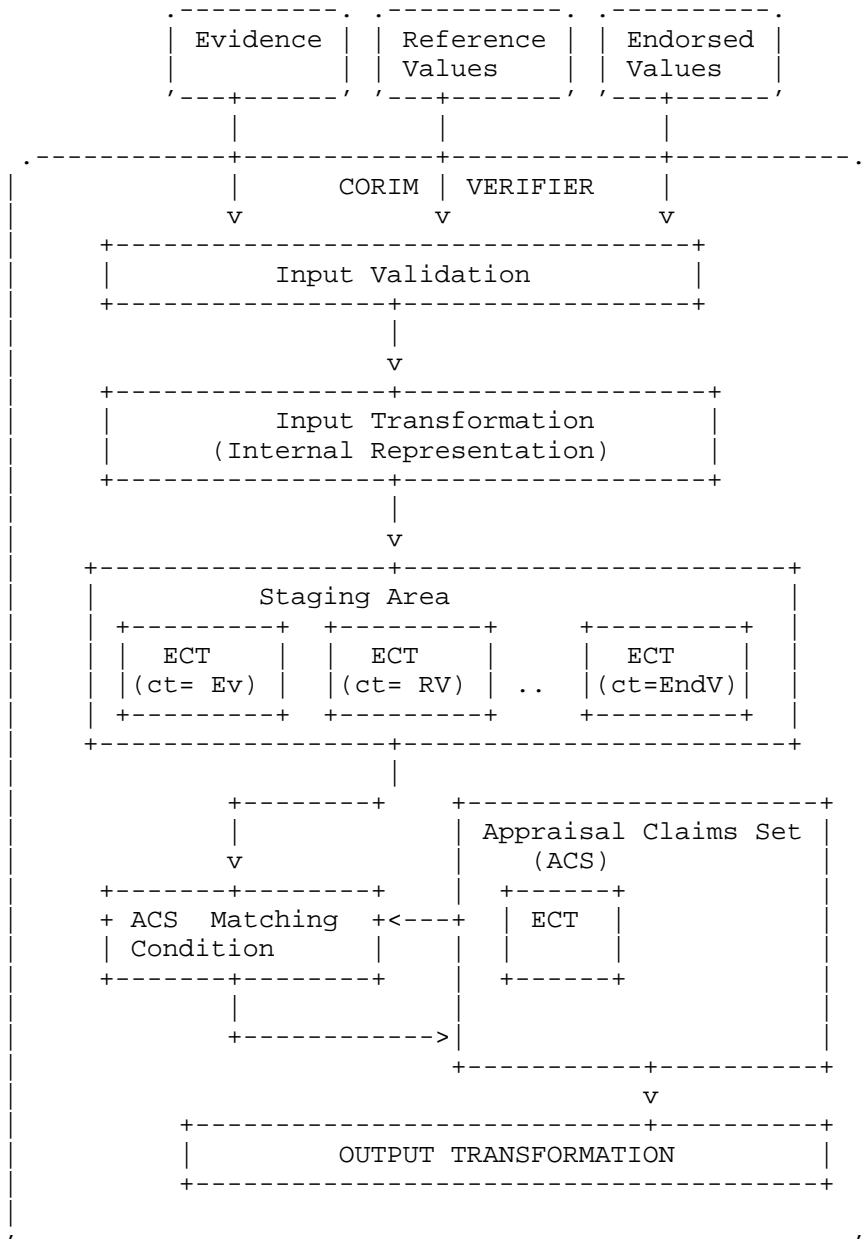 Evidence Reference Endorsed
Values Values
CORIM VERIFIER
Input Validation
Input Transformation
(Internal Representation)
Staging Area
ECT ECT ECT
(ct= Ev) (ct= RV) .. (ct=EndV)
Appraisal Claims Set
(ACS)
ACS Matching ECT
Condition
OUTPUT TRANSFORMATION